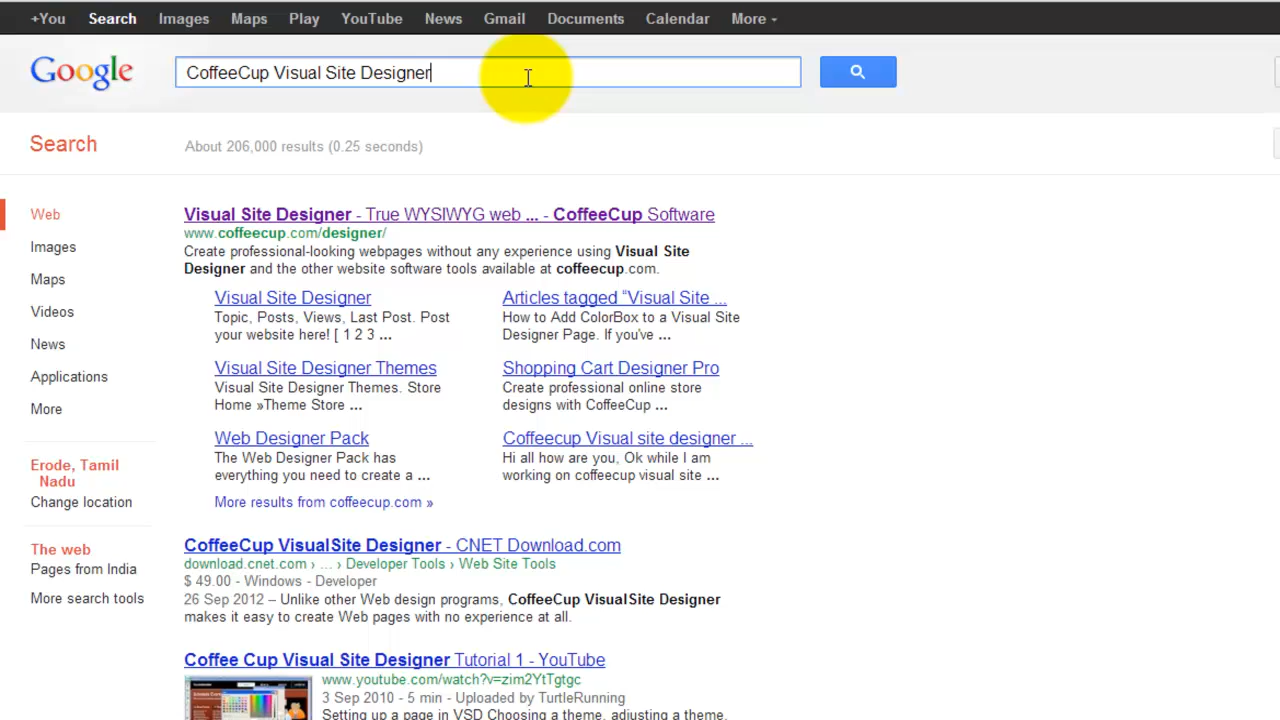 +You Search Images Maps Play YouTube News Gmail Documents Calendar More
Google
CoffeeCup Visual Site Designer
Search
About 206,000 results (0.25 seconds)
Web
Images
Maps
Videos
News
Applications
More
Erode, Tamil
Nadu
Change location
The web
Pages from India
More search tools
Visual Site Designer - True WYSIWYG web ... - CoffeeCup Software
www.coffeecup.com/designer/
Create professional-looking webpages without any experience using Visual Site
Designer and the other website software tools available at coffeecup.com.
Visual Site Designer
Topic, Posts, Views, Last Post. Post
your website here! [ 1 2 3 ...
Articles tagged “Visual Site ...
How to Add ColorBox to a Visual Site
Designer Page. If you've ...
Visual Site Designer Themes
Visual Site Designer Themes. Store
Home »Theme Store ...
Shopping Cart Designer Pro
Create professional online store
designs with CoffeeCup ...
Web Designer Pack
The Web Designer Pack has
everything you need to create a ...
Coffeecup Visual site designer ...
Hi all how are you, Ok while I am
working on coffeecup visual site ...
More results from coffeecup.com »
CoffeeCup VisualSite Designer - CNET Download.com
download.cnet.com › ... › Developer Tools › Web Site Tools
$ 49.00 - Windows - Developer
26 Sep 2012 – Unlike other Web design programs, CoffeeCup VisualSite Designer
makes it easy to create Web pages with no experience at all.
Coffee Cup Visual Site Designer Tutorial 1 - YouTube
www.youtube.com/watch?v=zim2YtTgtgc
3 Sep 2010 - 5 min - Uploaded by TurtleRunning
Setting up a page in VSD Choosing a theme, adjusting a theme,